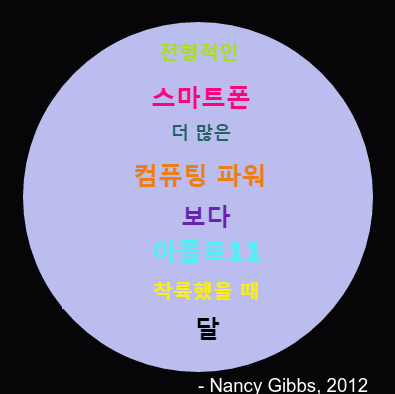 전형적인
스마트폰
더 많은
컴퓨팅 파워
보다
아폴로11
착륙했을 때
달
- Nancy Gibbs, 2012